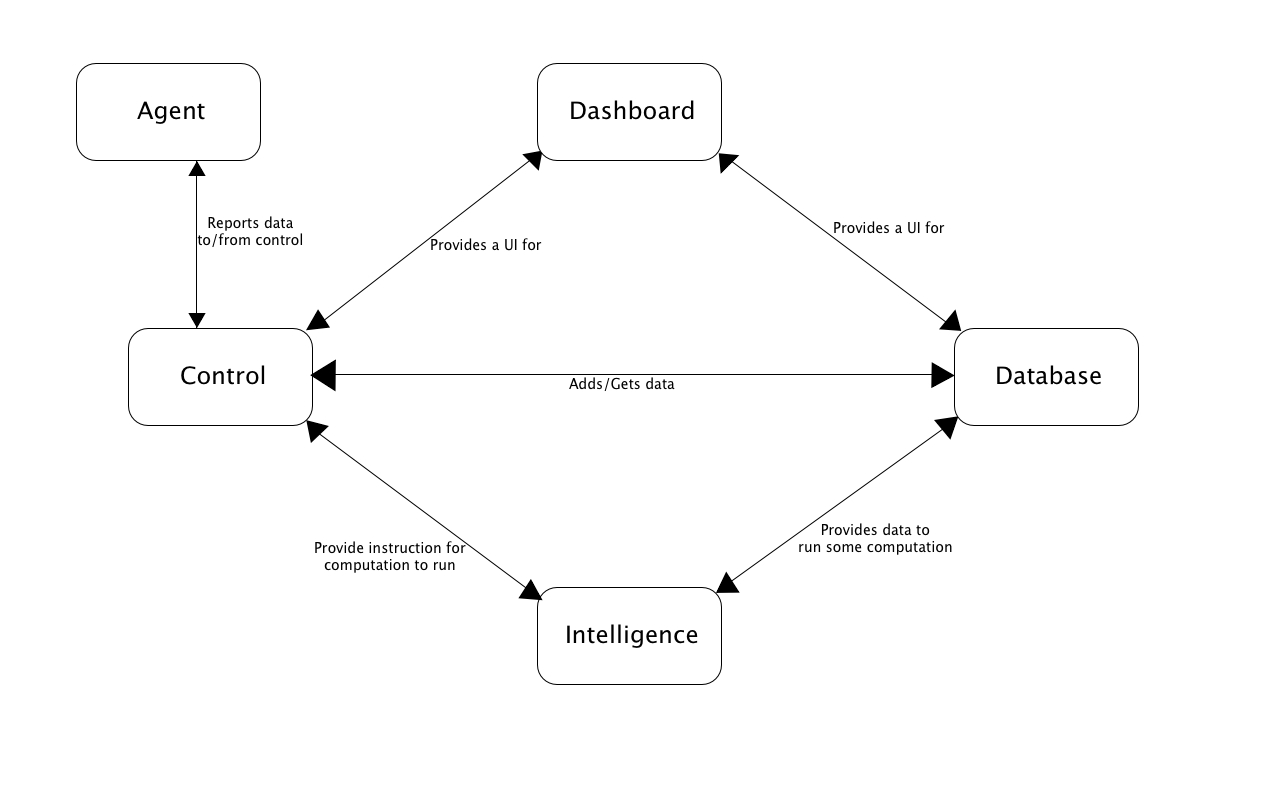 Agent
Dashboard
Reports data
to/from control
Provides a UI for
Provides a UI for
Control
Adds/Gets data
Database
Provide instruction for
computation to run
Provides data to
run some computation
Intelligence